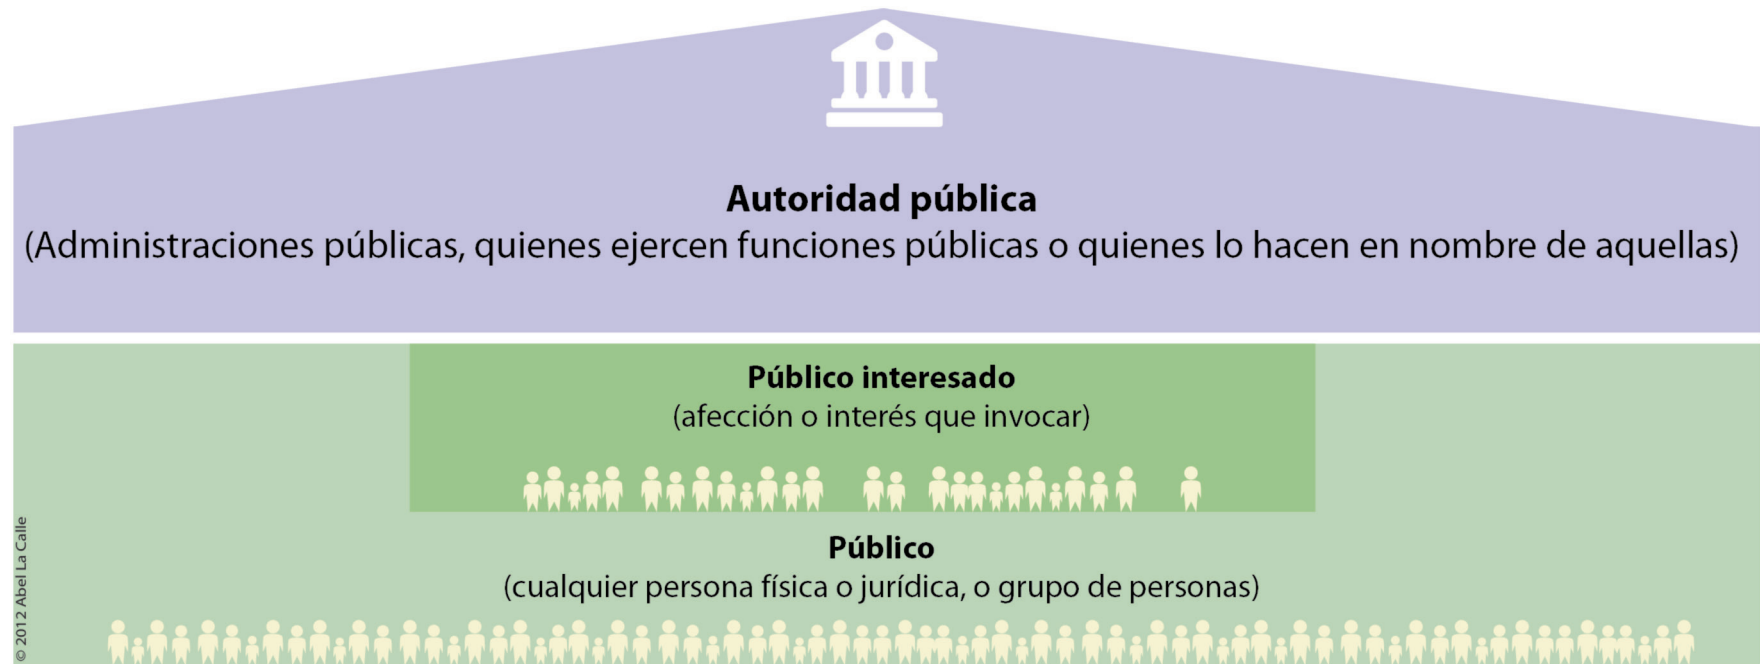 Autoridad pública
(Administraciones públicas, quienes ejercen funciones públicas o quienes lo hacen en nombre de aquellas)
Público interesado
(afección o interés que invocar)
Público
(cualquier persona física o jurídica, o grupo de personas)
© 2012 Abel La Calle